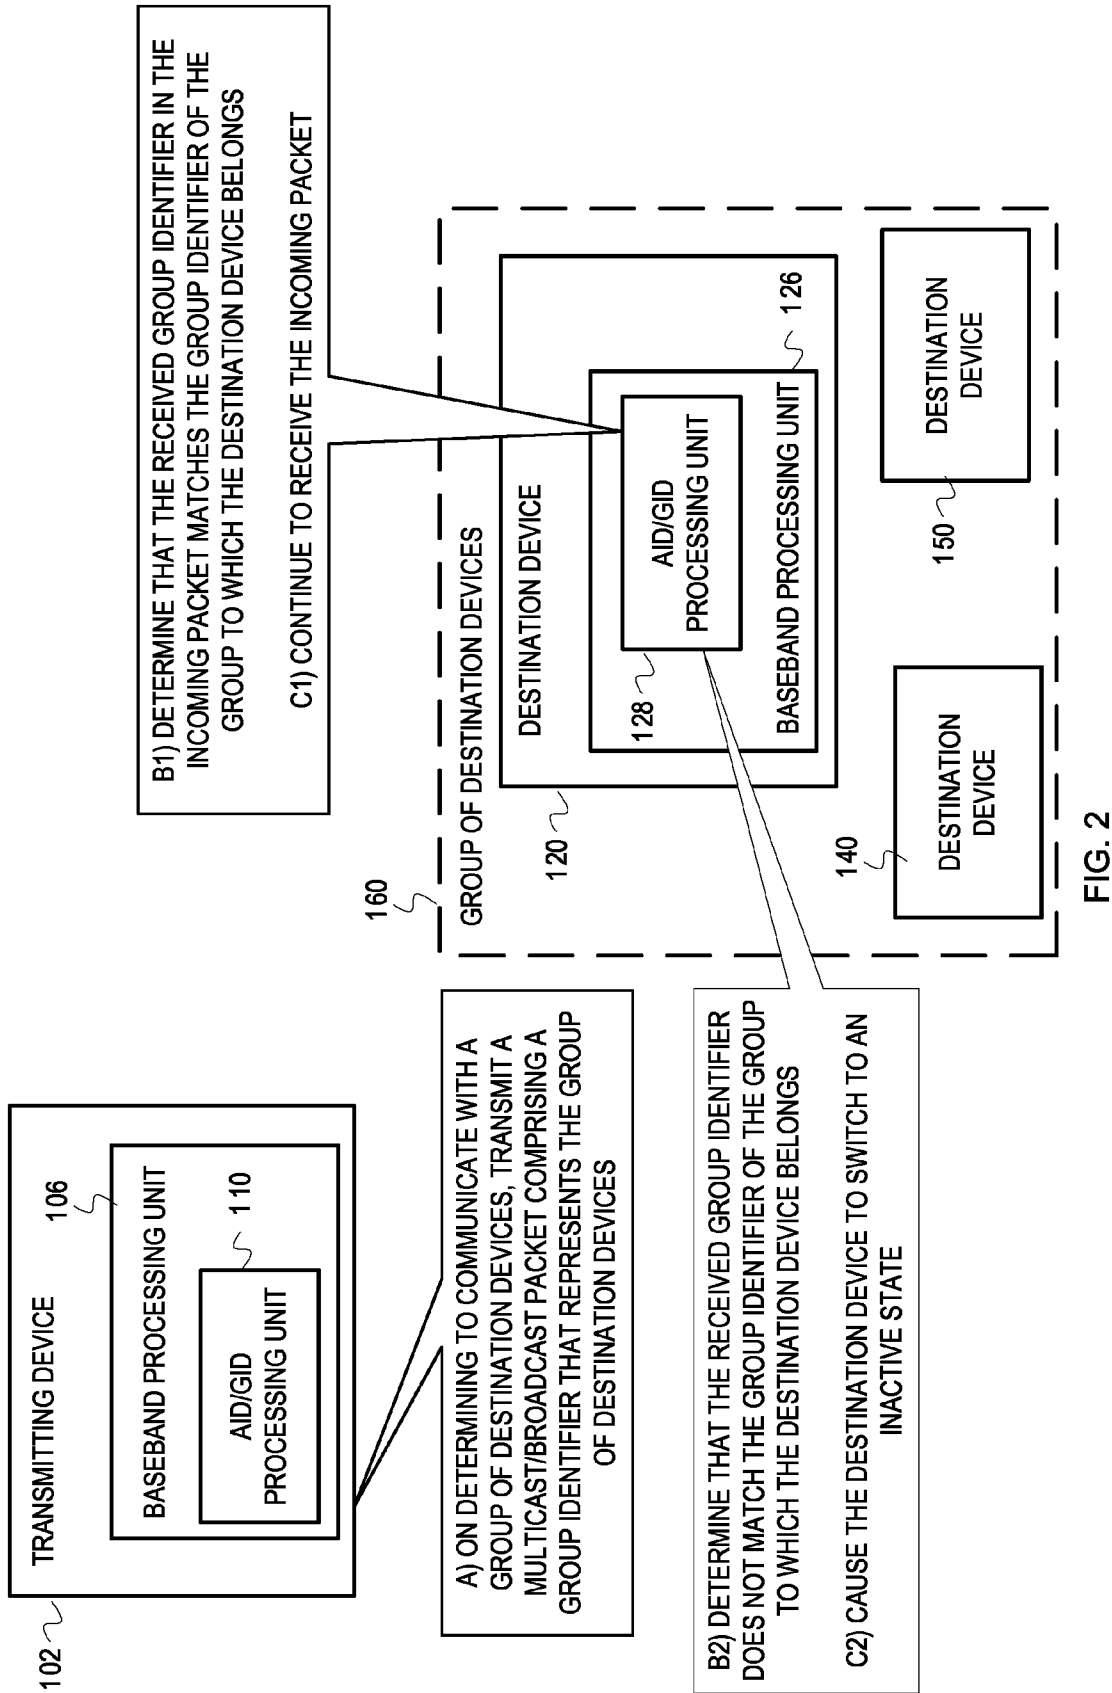 102
TRANSMITTING DEVICE
106
BASEBAND PROCESSING UNIT
110
AID/GID
PROCESSING UNIT
A) ON DETERMINING TO COMMUNICATE WITH A
GROUP OF DESTINATION DEVICES, TRANSMIT A
MULTICAST/BROADCAST PACKET COMPRISING A
GROUP IDENTIFIER THAT REPRESENTS THE GROUP
OF DESTINATION DEVICES
B1) DETERMINE THAT THE RECEIVED GROUP IDENTIFIER IN THE
INCOMING PACKET MATCHES THE GROUP IDENTIFIER OF THE
GROUP TO WHICH THE DESTINATION DEVICE BELONGS
C1) CONTINUE TO RECEIVE THE INCOMING PACKET
160
GROUP OF DESTINATION DEVICES
120
DESTINATION DEVICE
128
AID/GID
PROCESSING UNIT
BASEBAND PROCESSING UNIT
126
B2) DETERMINE THAT THE RECEIVED GROUP IDENTIFIER
DOES NOT MATCH THE GROUP IDENTIFIER OF THE GROUP
TO WHICH THE DESTINATION DEVICE BELONGS
C2) CAUSE THE DESTINATION DEVICE TO SWITCH TO AN
INACTIVE STATE
140
DESTINATION
DEVICE
150
DESTINATION
DEVICE
FIG. 2